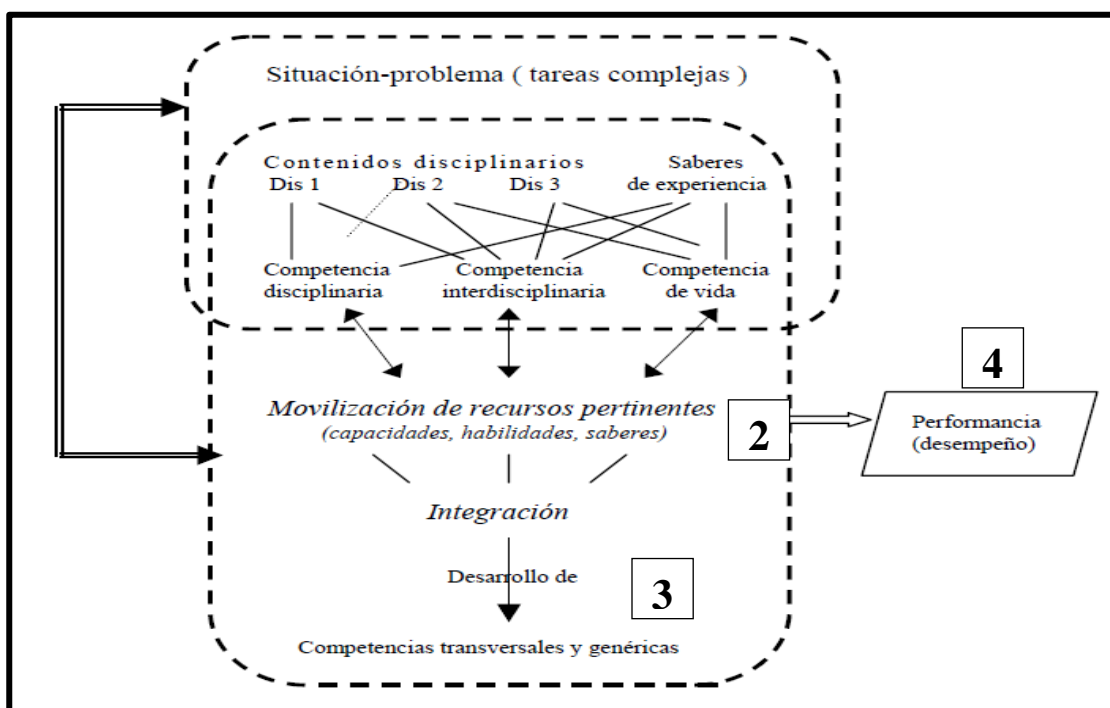 Situación-problema ( tareas complejas )
Contenidos disciplinarios
Dis 1 Dis 2 Dis 3
Saberes
de experiencia
Competencia
disciplinaria
Competencia
interdisciplinaria
Competencia
de vida
Movilización de recursos pertinentes
(capacidades, habilidades, saberes)
2
4
Performancia
(desempeño)
Integración
Desarrollo de
3
Competencias transversales y genéricas